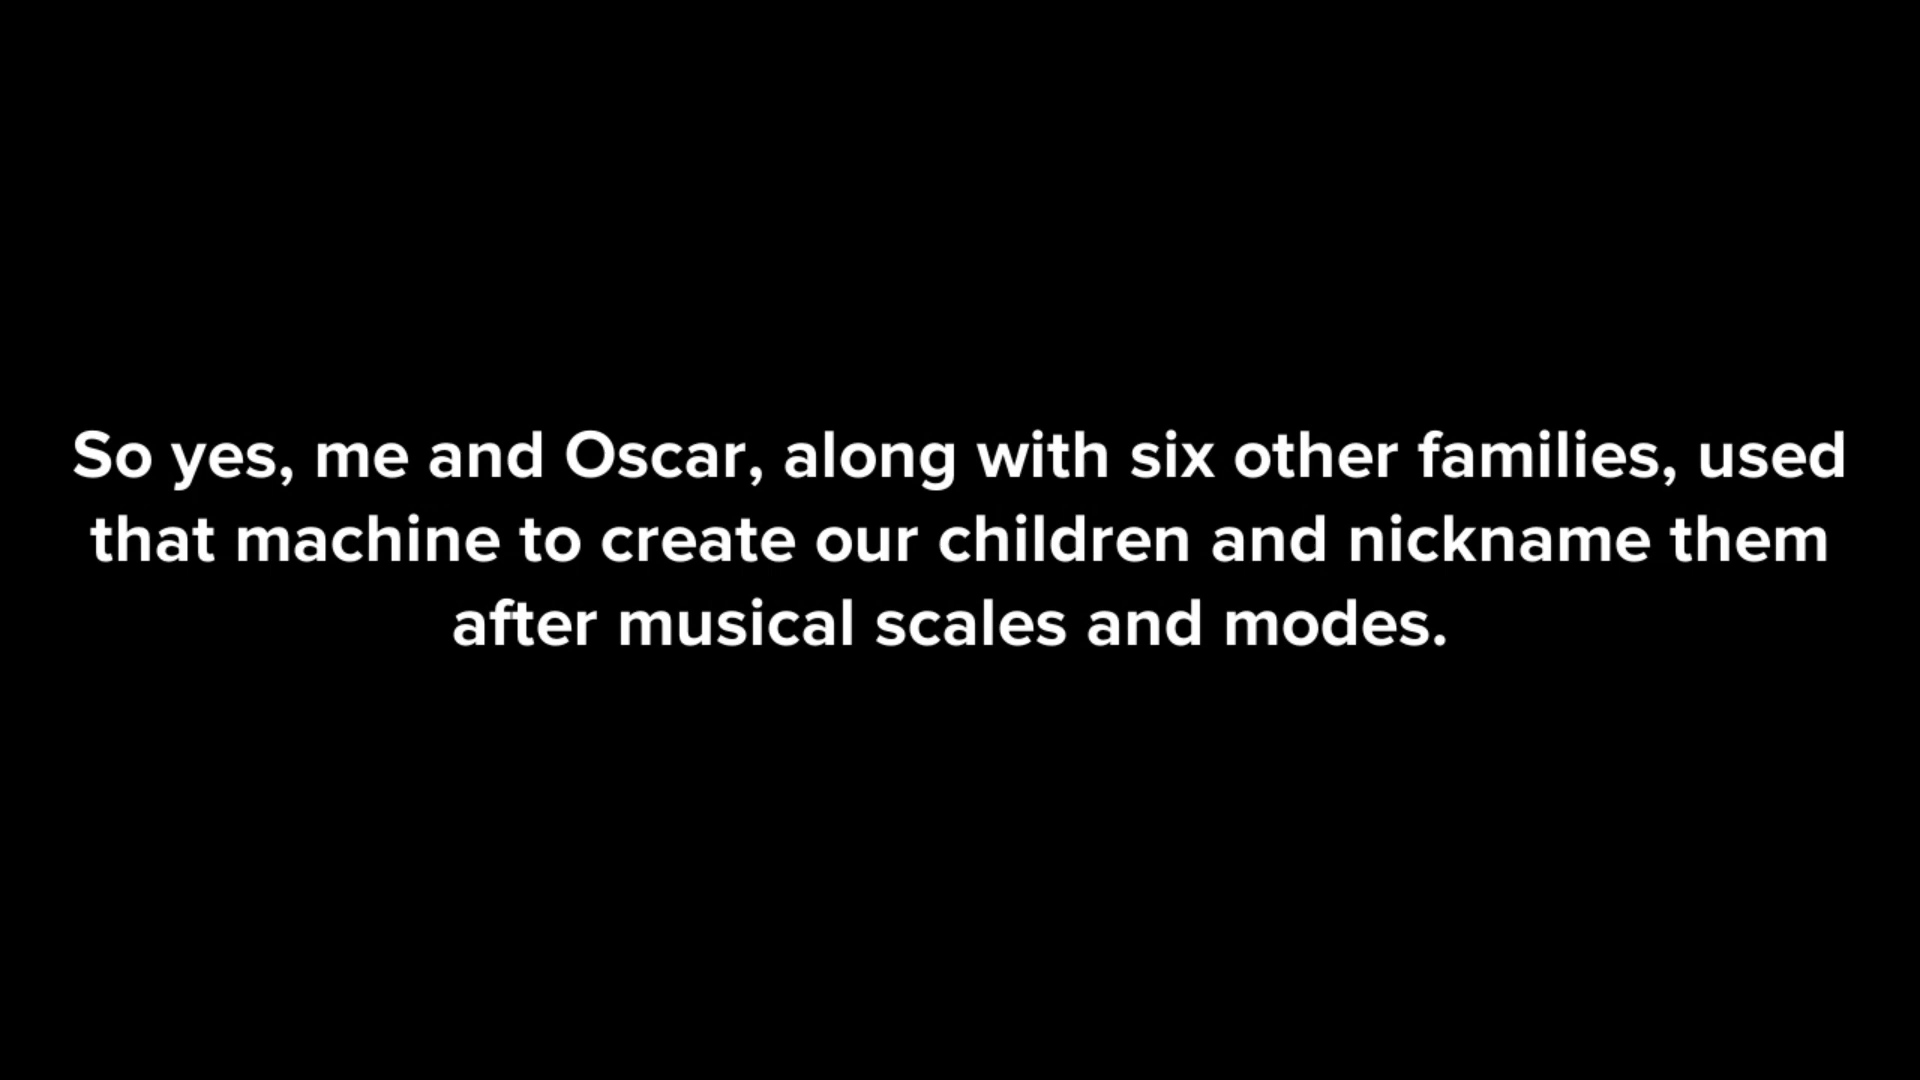 So yes, me and Oscar, along with six other families, used
that machine to create our children and nickname them
after musical scales and modes.